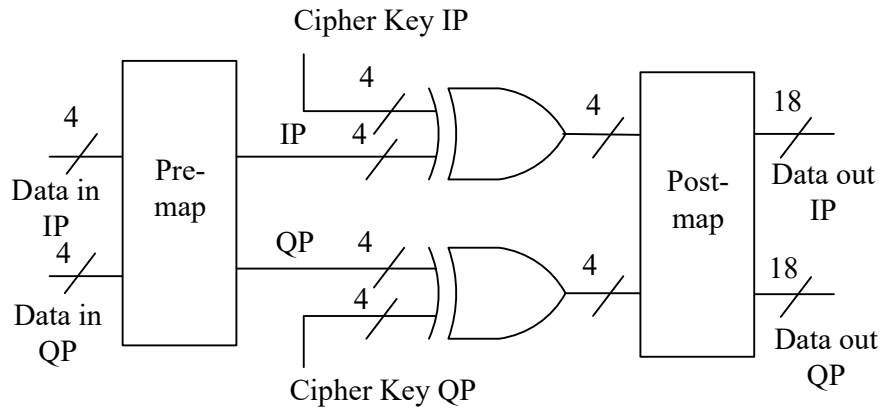 Cipher Key IP
4
4
18
4
4
IP
Pre-
map
Post-
map
Data in
IP
Data out
IP
QP
4
4
4
18
4
Data in
QP
Data out
QP
Cipher Key QP